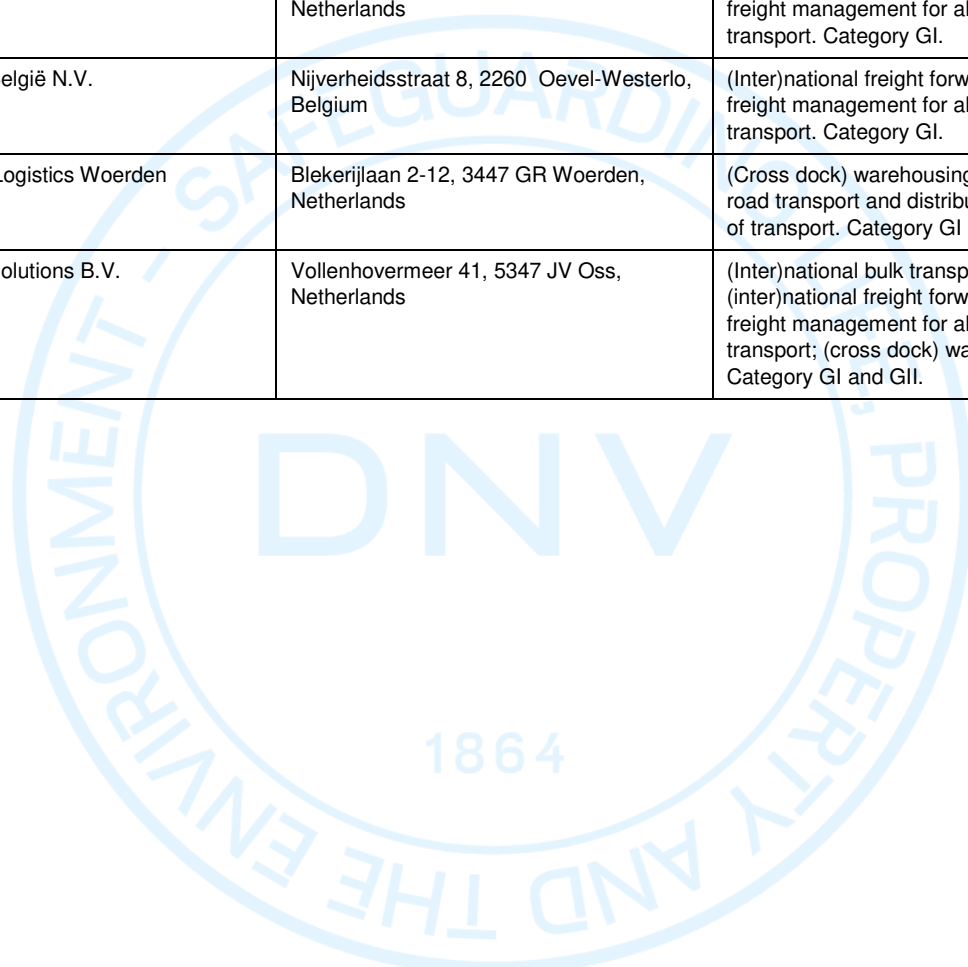 Netherlands
freight management for al
transport. Category GI.
elgië N.V.
Nijverheidsstraat 8, 2260  Oevel-Westerlo,
Belgium
(Inter)national freight forw
freight management for al
transport. Category GI.
Logistics Woerden
Blekerijlaan 2-12, 3447 GR Woerden,
Netherlands
(Cross dock) warehousing
road transport and distribu
of transport. Category GI
olutions B.V.
Vollenhovermeer 41, 5347 JV Oss,
Netherlands
(Inter)national bulk transp
(inter)national freight forw
freight management for al
transport; (cross dock) wa
Category GI and GII.
SAFEGUARDING LIFE, PROPERTY AND THE ENVIRONMENT –
DNV
1864